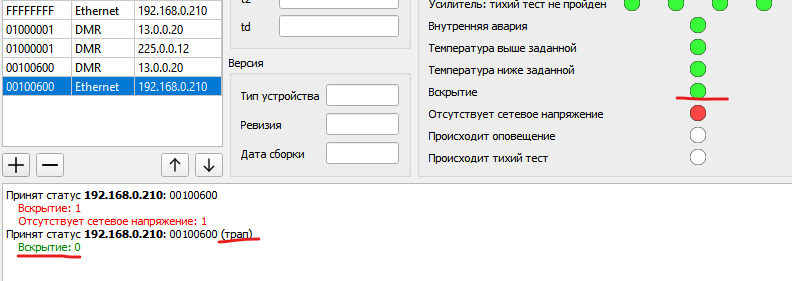 FFFFFFFF Ethernet 192.168.0.210
01000001 DMR 13.0.0.20
01000001 DMR 225.0.0.12
00100600 DMR 13.0.0.20
00100600 Ethernet 192.168.0.210
t2
td
Версия
Тип устройства
Ревизия
Дата сборки
Усилитель: тихий тест не пройден
Внутренняя авария
Температура выше заданной
Температура ниже заданной
Вскрытие
Отсутствует сетевое напряжение
Происходит оповещение
Происходит тихий тест
Принят статус 192.168.0.210: 00100600
Вскрытие: 1
Отсутствует сетевое напряжение: 1
Принят статус 192.168.0.210: 00100600 (трап)
Вскрытие: 0